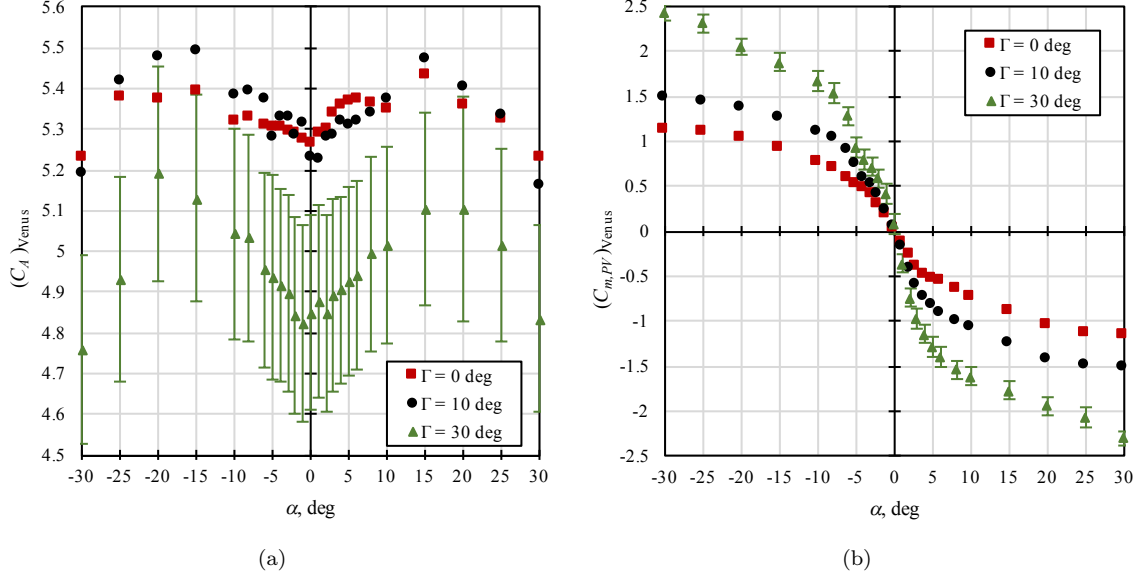 (a)
(C_A)_Venus
5.6
5.5
5.4
5.3
5.2
5.1
5
4.9
4.8
4.7
4.6
4.5
Γ = 0 deg
Γ = 10 deg
Γ = 30 deg
-30 -25 -20 -15 -10 -5 0 5 10 15 20 25 30
α, deg
(a)
(b)
(C_{m,PV})_Venus
2.5
2
1.5
1
0.5
0
-0.5
-1
-1.5
-2
-2.5
Γ = 0 deg
Γ = 10 deg
Γ = 30 deg
-30 -25 -20 -15 -10 -5 0 5 10 15 20 25 30
α, deg
(b)